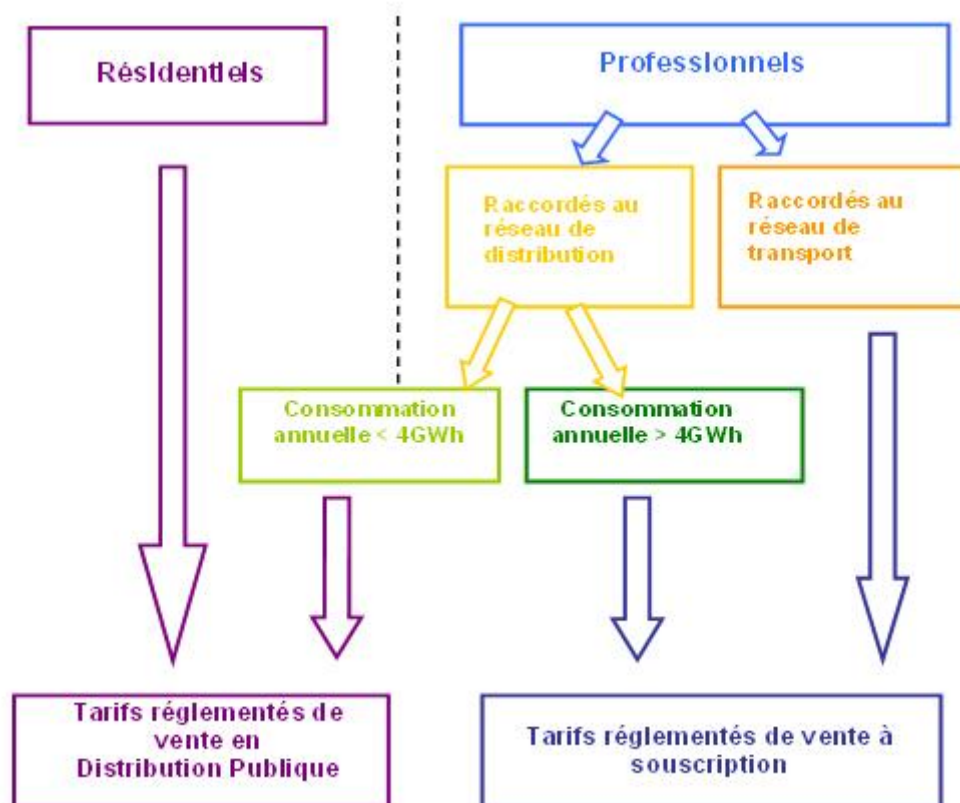 Résidentiels
Professionnels
Raccordés au
réseau de
distribution
Raccordés au
réseau de
transport
Consommation
annuelle < 4GWh
Consommation
annuelle > 4GWh
Tarifs réglementés de
vente en
Distribution Publique
Tarifs réglementés de vente à
souscription